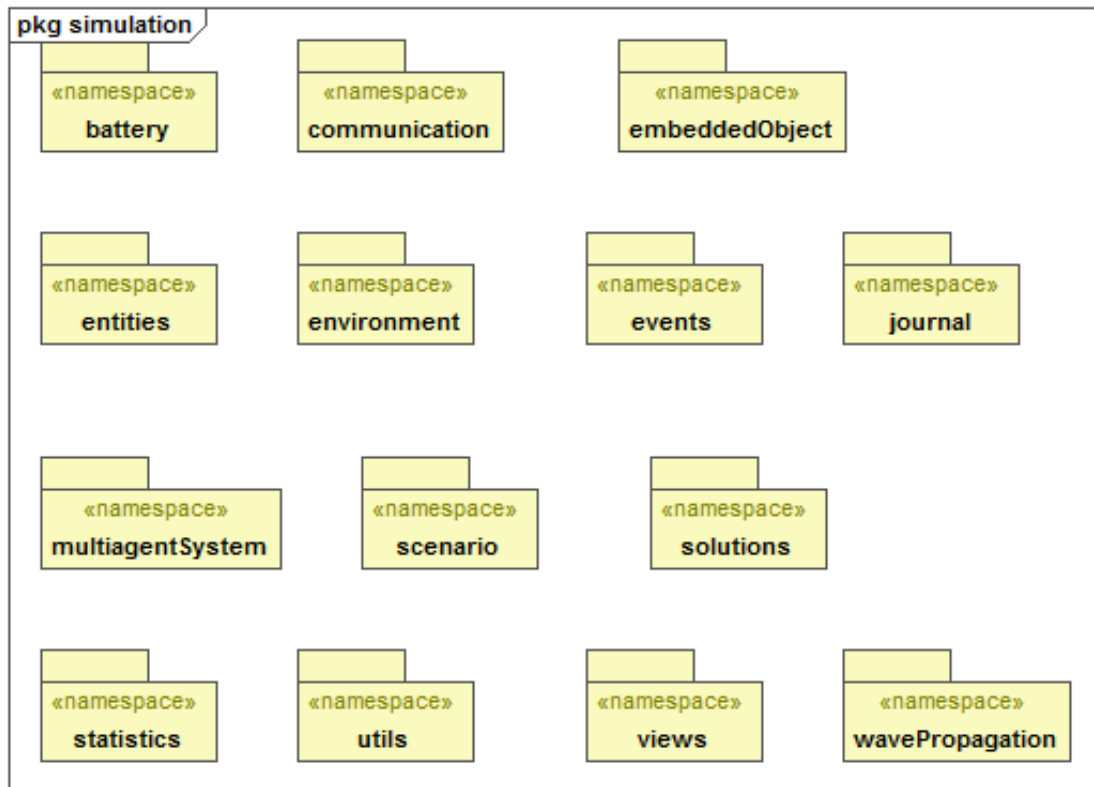 pkg simulation
«namespace» «namespace» «namespace»
battery communication embeddedObject
«namespace» «namespace» «namespace» «namespace»
entities environment events journal
«namespace» «namespace» «namespace»
multiagentSystem scenario solutions
«namespace» «namespace» «namespace» «namespace»
statistics utils views wavePropagation